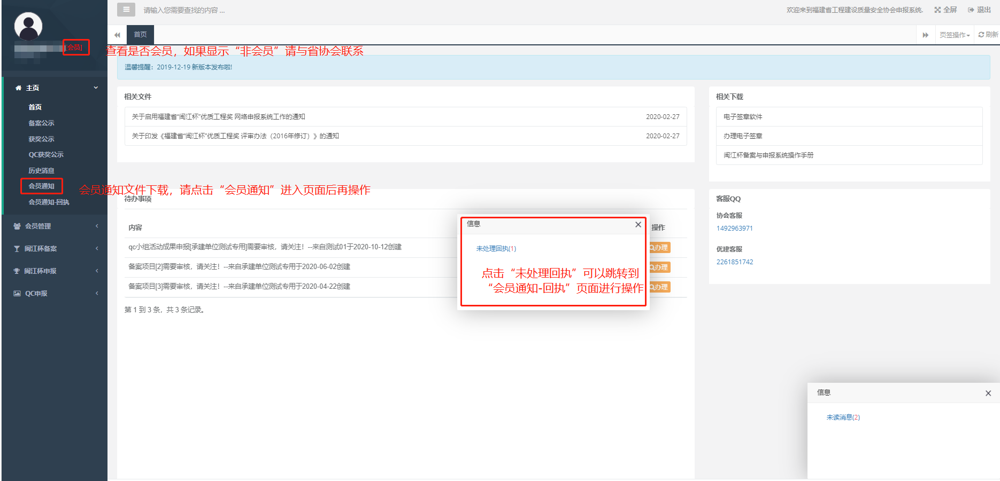 请输入您需要查找的内容 ...
欢迎来到福建省工程建设质量安全协会申报系统.
全屏
退出
首页
页签操作
刷新
[会员]
查看是否会员，如果显示“非会员”请与省协会联系
温馨提醒：2019-12-19 新版本发布啦!
主页
首页
备案公示
获奖公示
QC获奖公示
历史消息
会员通知
会员通知-回执
会员管理
闽江杯备案
闽江杯申报
QC申报
相关文件
关于启用福建省“闽江杯”优质工程奖 网络申报系统工作的通知 2020-02-27
关于印发《福建省“闽江杯”优质工程奖 评审办法（2016年修订）》的通知 2020-02-27
相关下载
电子签章软件
办理电子签章
闽江杯备案与申报系统操作手册
会员通知文件下载，请点击“会员通知”进入页面后再操作
待办事项
内容 操作
qc小组活动成果申报[承建单位测试专用]需要审核，请关注！--来自测试01于2020-10-12创建 办理
备案项目[2]需要审核，请关注！--来自承建单位测试专用于2020-06-02创建 办理
备案项目[3]需要审核，请关注！--来自承建单位测试专用于2020-04-22创建 办理
第 1 到 3 条，共 3 条记录。
信息
未处理回执(1)
点击“未处理回执”可以跳转到
“会员通知-回执”页面进行操作
客服QQ
协会客服
1492963971
优建客服
2261851742
信息
未读消息(2)